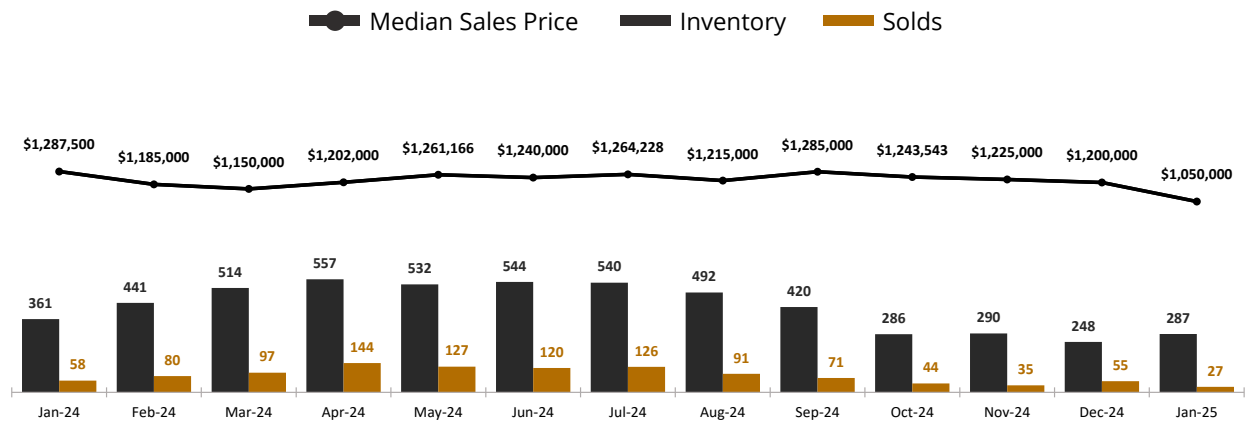 Median Sales Price Inventory Solds
$1,287,500 $1,185,000 $1,150,000 $1,202,000 $1,261,166 $1,240,000 $1,264,228 $1,215,000 $1,285,000 $1,243,543 $1,225,000 $1,200,000 $1,050,000
361 441 514 557 532 544 540 492 420 286 290 248 287
58 80 97 144 127 120 126 91 71 44 35 55 27
Jan-24 Feb-24 Mar-24 Apr-24 May-24 Jun-24 Jul-24 Aug-24 Sep-24 Oct-24 Nov-24 Dec-24 Jan-25